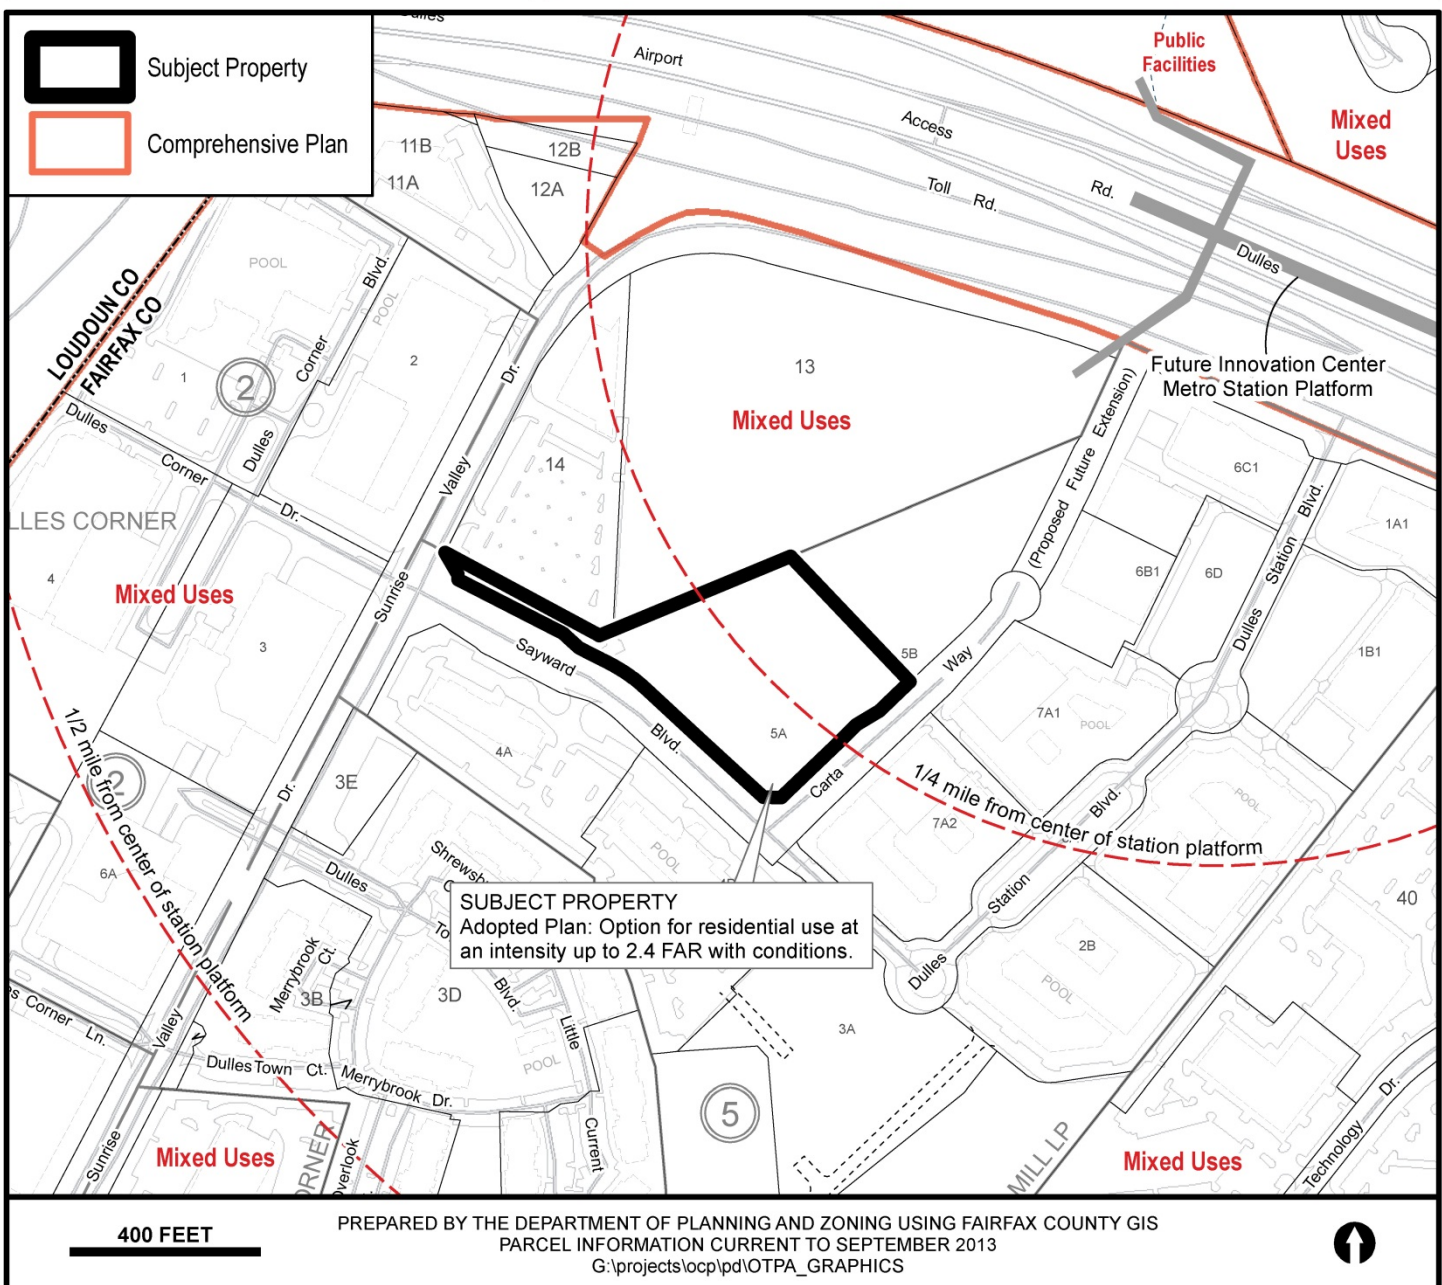 Subject Property
Comprehensive Plan
Dulles
Airport
Access
Rd.
Toll
Rd.
Dulles
Public
Facilities
Mixed
Uses
Future Innovation Center
Metro Station Platform
11B
11A
12B
12A
LOUDOUN CO
FAIRFAX CO
POOL
POOL
Blvd.
Corner
Dulles
1
2
2
Dulles
Corner
Dr.
Dr.
Valley
Sunrise
Dr.
Valley
Sunrise
13
Mixed Uses
14
(Proposed Future Extension)
6C1
6B1
6D
1A1
1B1
Dulles Station Blvd.
LLES CORNER
4
Mixed Uses
3
Sayward
Blvd.
5B
5A
Way
Carta
7A1
POOL
4A
3E
2
1/2 mile from center of station platform
1/4 mile from center of station platform
7A2
POOL
POOL
Dulles
Station
Blvd.
6A
Dulles
Blvd.
SUBJECT PROPERTY
Adopted Plan: Option for residential use at
an intensity up to 2.4 FAR with conditions.
40
2B
POOL
Merrybrook
Ct.
3B
3D
Little
Current
POOL
3A
Corner Ln.
Dulles Town Ct.
Merrybrook Dr.
5
Mixed Uses
ORNER
MILL LP
Mixed Uses
Technology Dr.
400 FEET
PREPARED BY THE DEPARTMENT OF PLANNING AND ZONING USING FAIRFAX COUNTY GIS
PARCEL INFORMATION CURRENT TO SEPTEMBER 2013
G:\projects\ocp\pd\OTPA_GRAPHICS